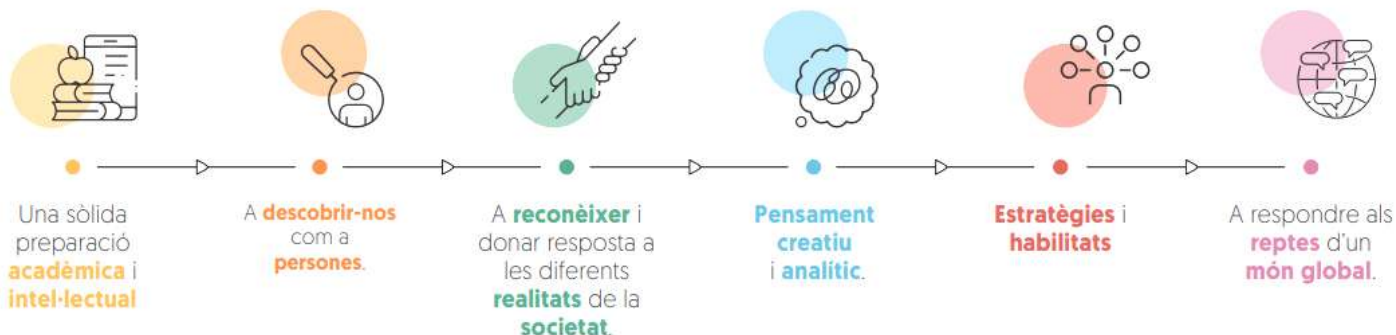 Una sòlida
preparació
acadèmica i
intel·lectual
A descobrir-nos
com a
persones.
A reconèixer i
donar resposta a
les diferents
realitats de la
societat.
Pensament
creatiu
i analític.
Estratègies i
habilitats
A respondre als
reptes d'un
món global.